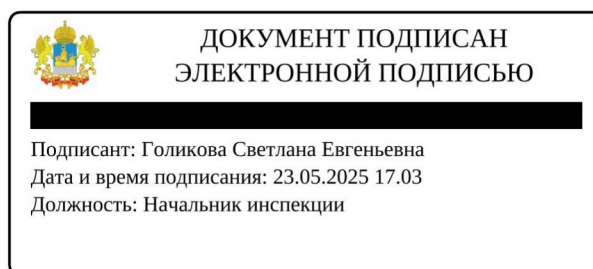 ДОКУМЕНТ ПОДПИСАН
ЭЛЕКТРОННОЙ ПОДПИСЬЮ
Подписант: Голикова Светлана Евгеньевна
Дата и время подписания: 23.05.2025 17.03
Должность: Начальник инспекции